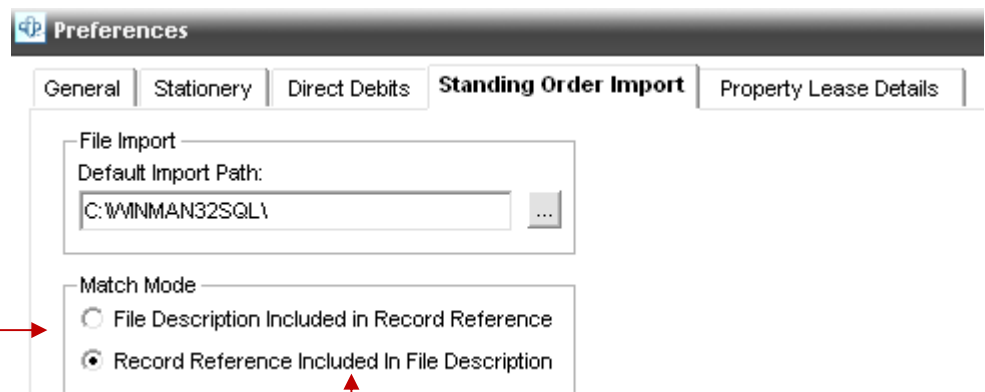 Preferences
General Stationery Direct Debits Standing Order Import Property Lease Details
File Import
Default Import Path:
C:\WINMAN32SQL\
...
Match Mode
File Description Included in Record Reference
Record Reference Included In File Description